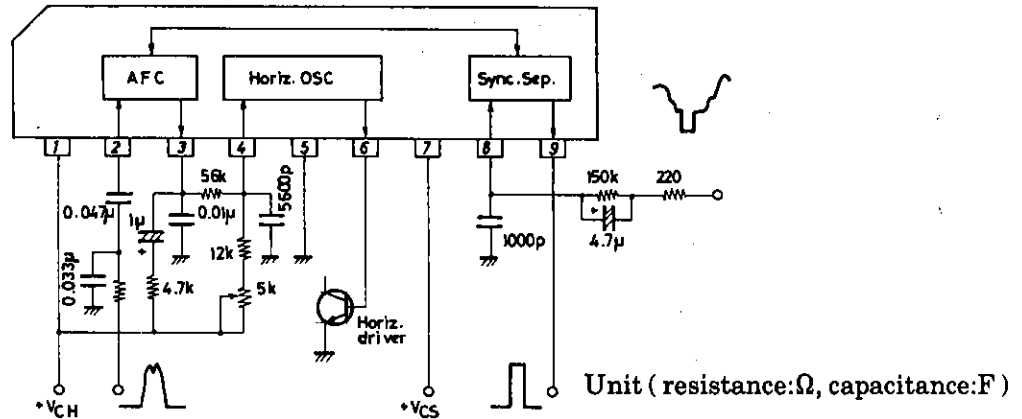 AFC
Horiz. OSC
Sync. Sep.
1
2
3
4
5
6
7
8
9
56k
5600p
150k
220
0.047μ
1μ
0.01μ
+
4.7μ
1000p
12k
0.033μ
+
4.7k
5k
Horiz.
driver
+VCH
+VCS
Unit ( resistance:Ω, capacitance:F )